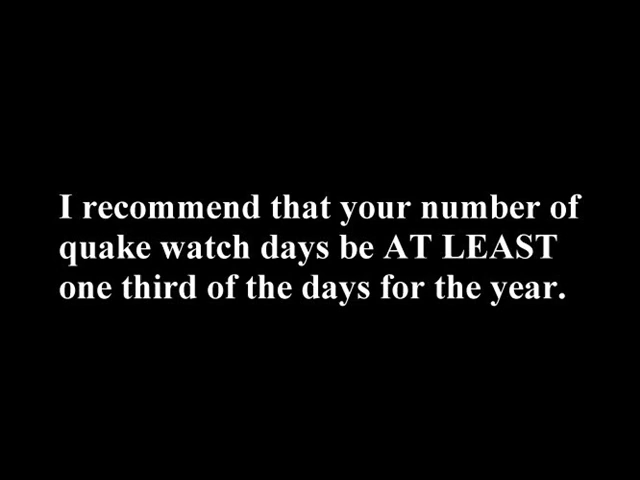 I recommend that your number of
quake watch days be AT LEAST
one third of the days for the year.